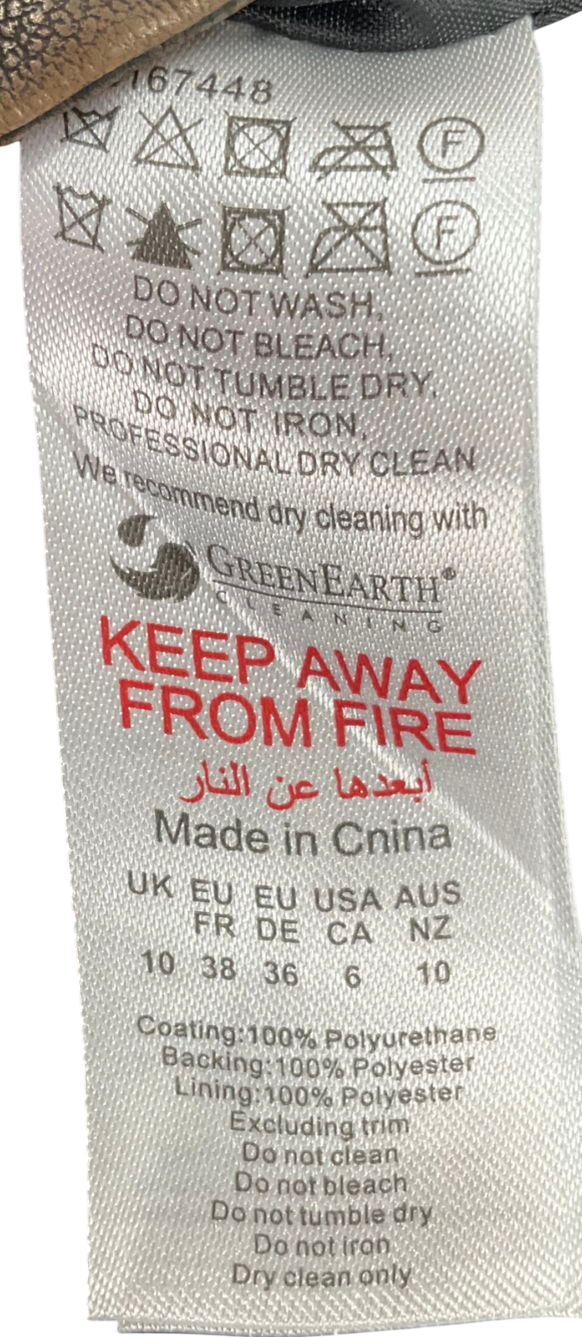 167448
F
F
DO NOT WASH,
DO NOT BLEACH,
DO NOT TUMBLE DRY,
DO NOT IRON,
PROFESSIONAL DRY CLEAN
We recommend dry cleaning with
GREENEARTH®
CLEANING
KEEP AWAY
FROM FIRE
أبعدها عن النار
Made in China
UK EU EU USA AUS
FR DE CA NZ
10 38 36 6 10
Coating:100% Polyurethane
Backing:100% Polyester
Lining:100% Polyester
Excluding trim
Do not clean
Do not bleach
Do not tumble dry
Do not iron
Dry clean only